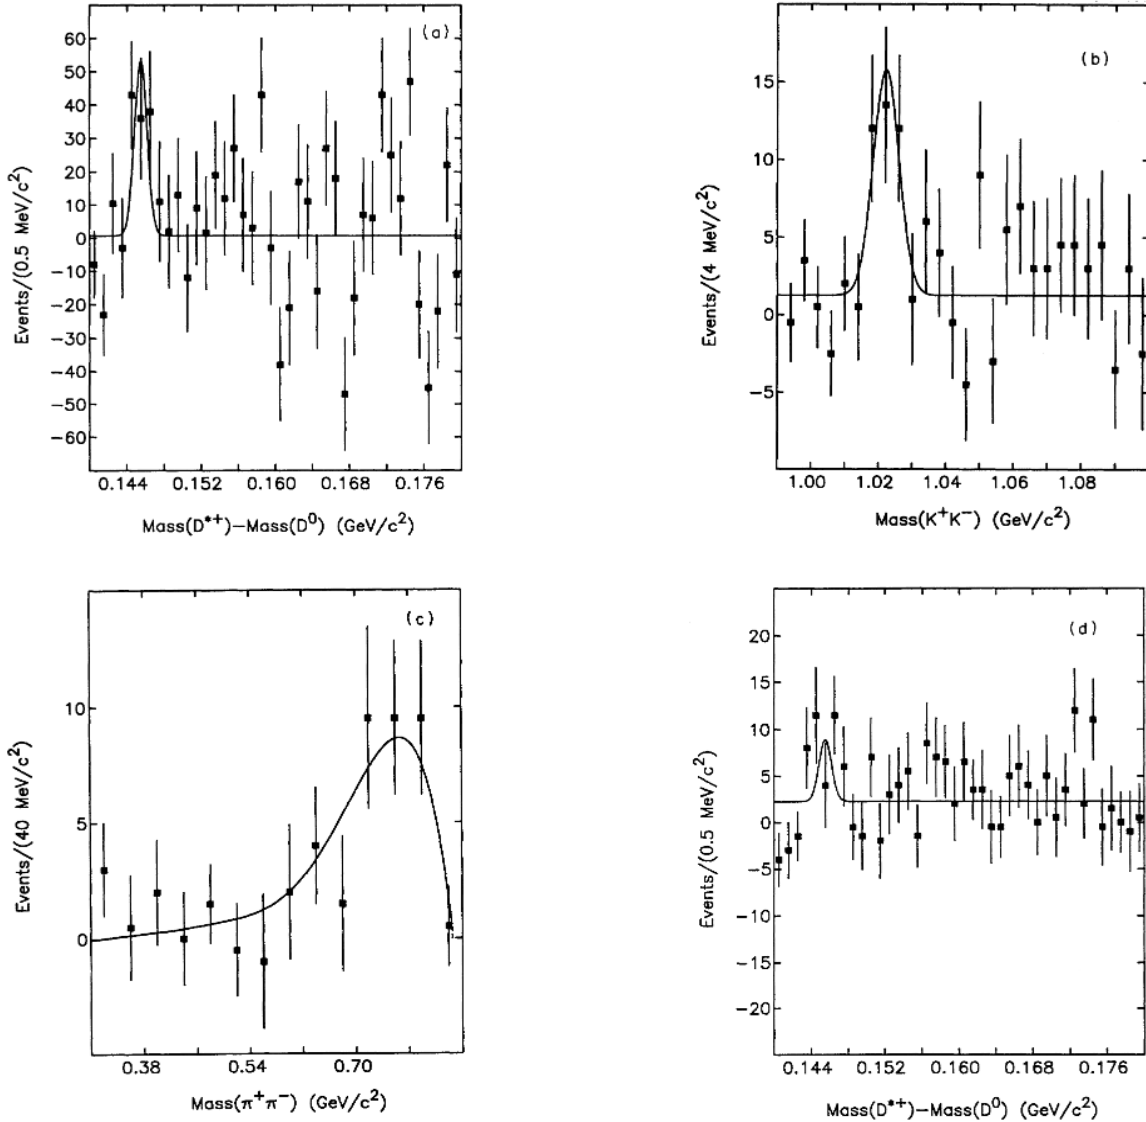 (a)
60
50
40
30
20
10
0
-10
-20
-30
-40
-50
-60
Events/(0.5 MeV/c²)
0.144 0.152 0.160 0.168 0.176
Mass(D*⁺)-Mass(D⁰) (GeV/c²)
(b)
15
10
5
0
-5
Events/(4 MeV/c²)
1.00 1.02 1.04 1.06 1.08
Mass(K⁺K⁻) (GeV/c²)
(c)
10
5
0
Events/(40 MeV/c²)
0.38 0.54 0.70
Mass(π⁺π⁻) (GeV/c²)
(d)
20
15
10
5
0
-5
-10
-15
-20
Events/(0.5 MeV/c²)
0.144 0.152 0.160 0.168 0.176
Mass(D*⁺)-Mass(D⁰) (GeV/c²)